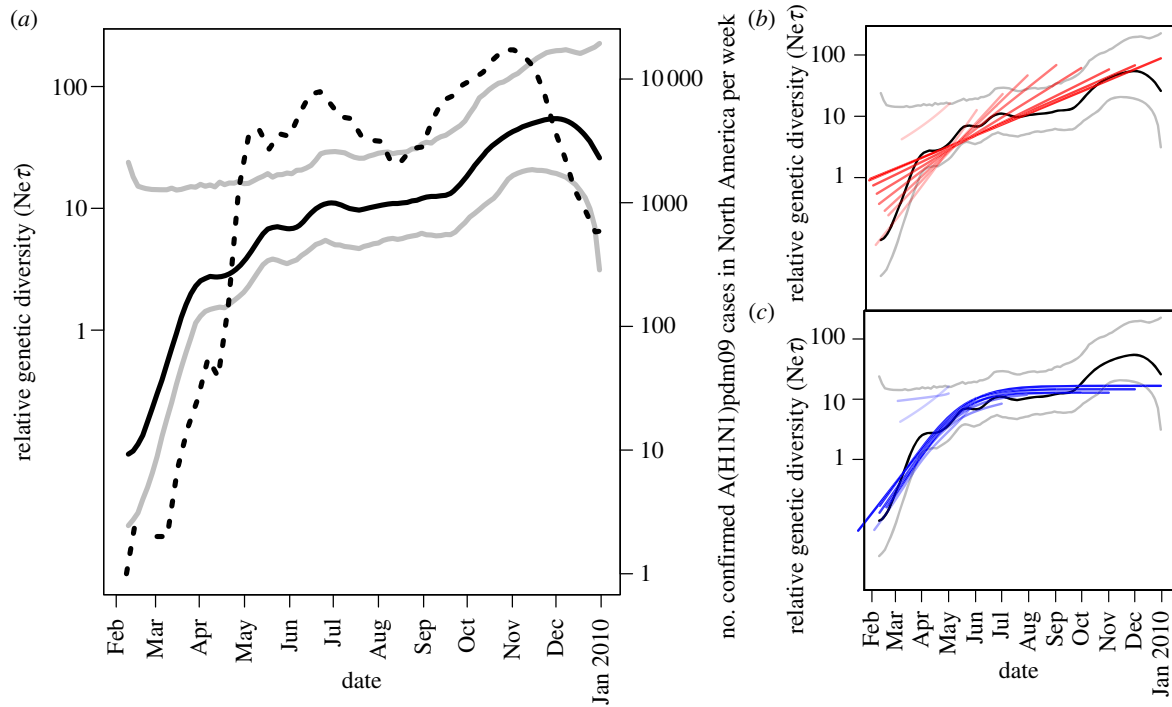 (a)
relative genetic diversity (Neτ)
100
10
1
10000
1000
100
10
1
no. confirmed A(H1N1)pdm09 cases in North America per week
Feb
Mar
Apr
May
Jun
Jul
Aug
Sep
Oct
Nov
Dec
Jan 2010
date
(b)
relative genetic diversity (Neτ)
100
10
1
(c)
relative genetic diversity (Neτ)
100
10
1
Feb
Mar
Apr
May
Jun
Jul
Aug
Sep
Oct
Nov
Dec
Jan 2010
date